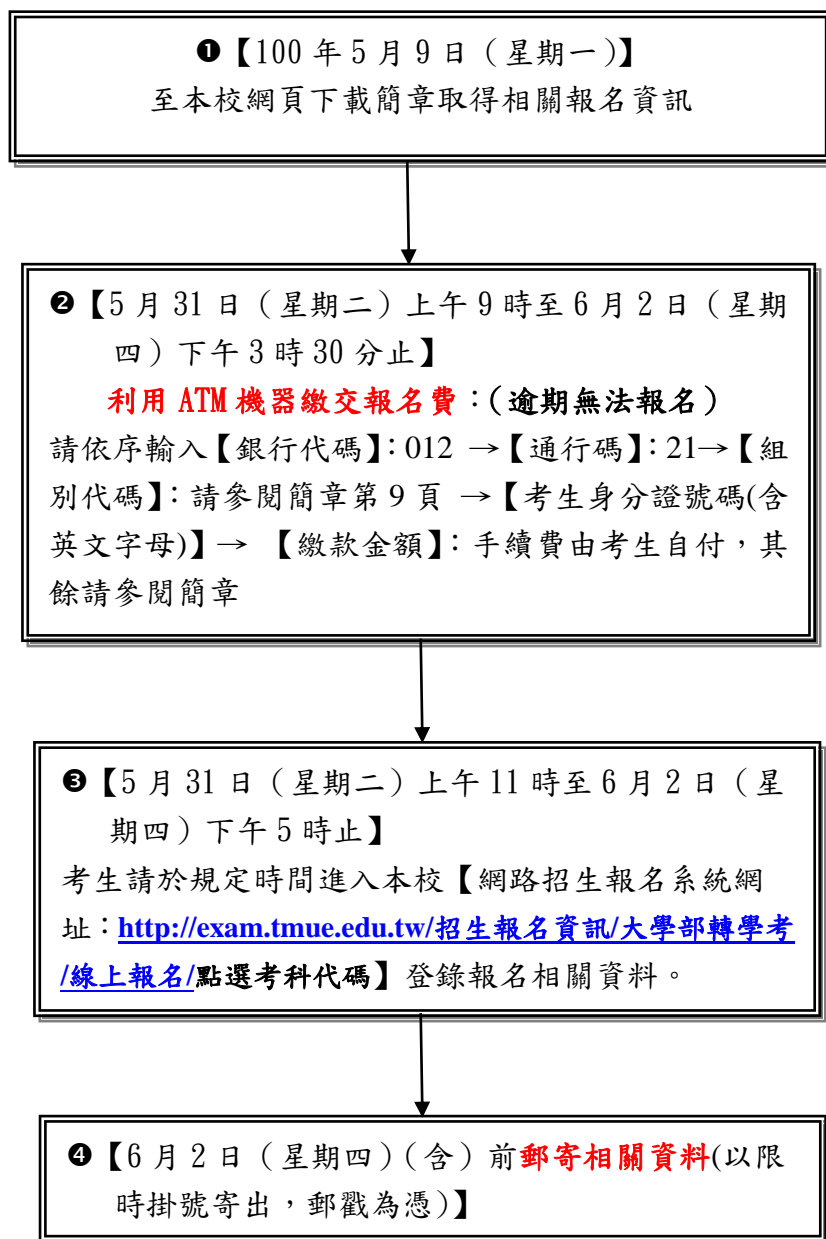 ❶【100 年 5 月 9 日（星期一）】
至本校網頁下載簡章取得相關報名資訊
❷【5 月 31 日（星期二）上午 9 時至 6 月 2 日（星期
四）下午 3 時 30 分止】
利用 ATM 機器繳交報名費：（逾期無法報名）
請依序輸入【銀行代碼】：012 →【通行碼】：21→【組
別代碼】：請參閱簡章第 9 頁 →【考生身分證號碼(含
英文字母)】→ 【繳款金額】：手續費由考生自付，其
餘請參閱簡章
❸【5 月 31 日（星期二）上午 11 時至 6 月 2 日（星
期四）下午 5 時止】
考生請於規定時間進入本校【網路招生報名系統網
址：http://exam.tmue.edu.tw/招生報名資訊/大學部轉學考
/線上報名/點選考科代碼】登錄報名相關資料。
❹【6 月 2 日（星期四）（含）前郵寄相關資料(以限
時掛號寄出，郵戳為憑)】